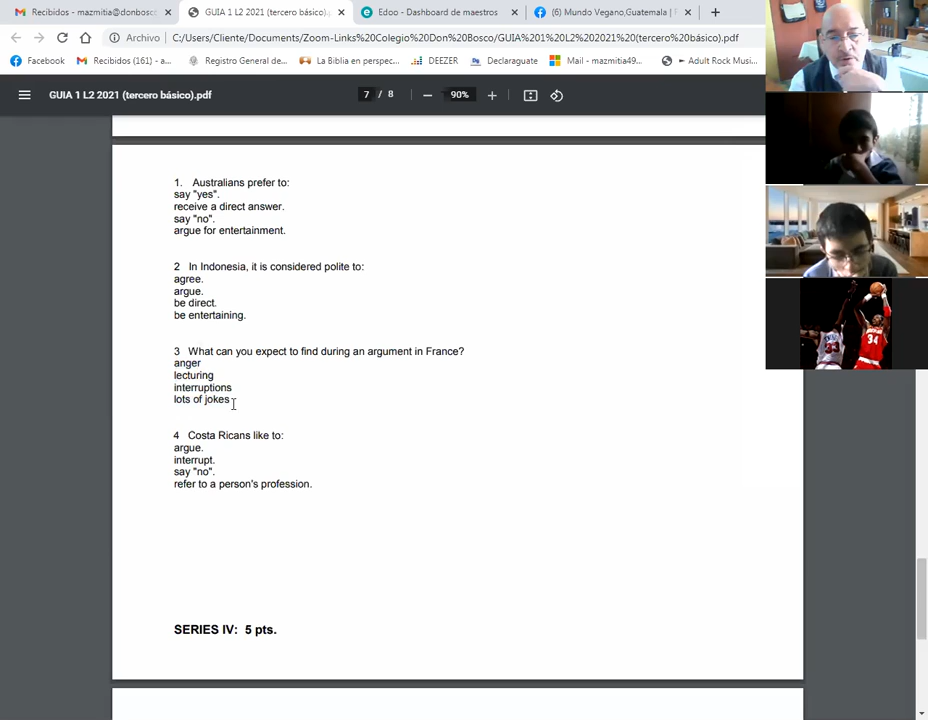 Recibidos - mazmitia@donbosc
GUIA 1 L2 2021 (tercero básico).
Edoo - Dashboard de maestros
(6) Mundo Vegano,Guatemala | F
Archivo | C:/Users/Cliente/Documents/Zoom-Links%20Colegio%20Don%20Bosco/GUIA%201%20L2%202021%20(tercero%20básico).pdf
Facebook
Recibidos (161) - a...
Registro General de...
La Biblia en perspec...
DEEZER
Declaraguate
Mail - mazmitia49...
► Adult Rock Musi...
GUIA 1 L2 2021 (tercero básico).pdf
7 / 8
90%
1. Australians prefer to:
say "yes".
receive a direct answer.
say "no".
argue for entertainment.
2 In Indonesia, it is considered polite to:
agree.
argue.
be direct.
be entertaining.
3 What can you expect to find during an argument in France?
anger
lecturing
interruptions
lots of jokes
4 Costa Ricans like to:
argue.
interrupt.
say "no".
refer to a person's profession.
SERIES IV: 5 pts.
33
34